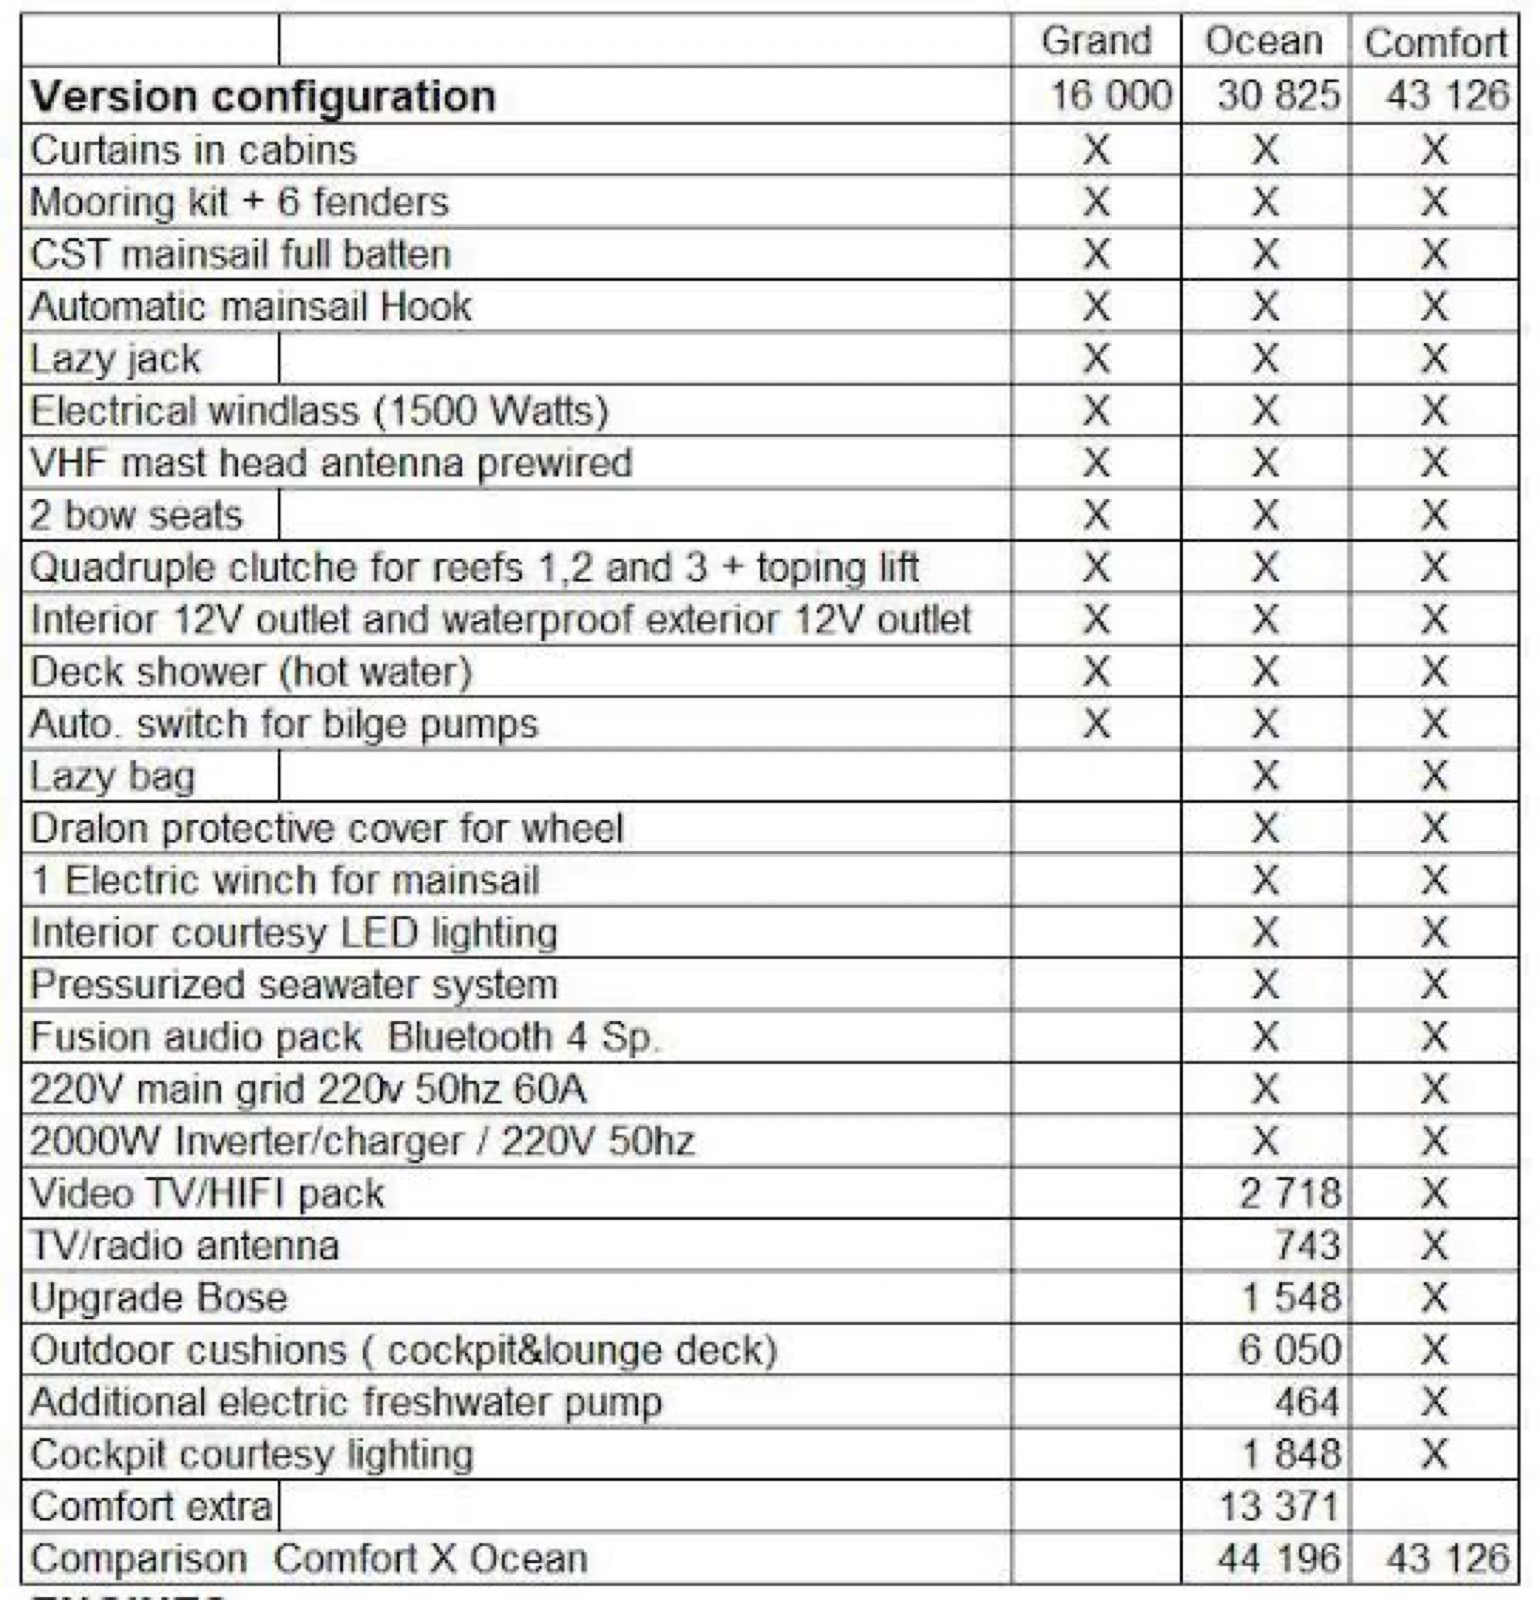 Grand Ocean Comfort
Version configuration 16 000 30 825 43 126
Curtains in cabins X X X
Mooring kit + 6 fenders X X X
CST mainsail full batten X X X
Automatic mainsail Hook X X X
Lazy jack X X X
Electrical windlass (1500 Watts) X X X
VHF mast head antenna prewired X X X
2 bow seats X X X
Quadruple clutche for reefs 1,2 and 3 + toping lift X X X
Interior 12V outlet and waterproof exterior 12V outlet X X X
Deck shower (hot water) X X X
Auto. switch for bilge pumps X X X
Lazy bag X X
Dralon protective cover for wheel X X
1 Electric winch for mainsail X X
Interior courtesy LED lighting X X
Pressurized seawater system X X
Fusion audio pack  Bluetooth 4 Sp. X X
220V main grid 220v 50hz 60A X X
2000W Inverter/charger / 220V 50hz X X
Video TV/HIFI pack 2 718 X
TV/radio antenna 743 X
Upgrade Bose 1 548 X
Outdoor cushions ( cockpit&lounge deck) 6 050 X
Additional electric freshwater pump 464 X
Cockpit courtesy lighting 1 848 X
Comfort extra 13 371
Comparison  Comfort X Ocean 44 196 43 126